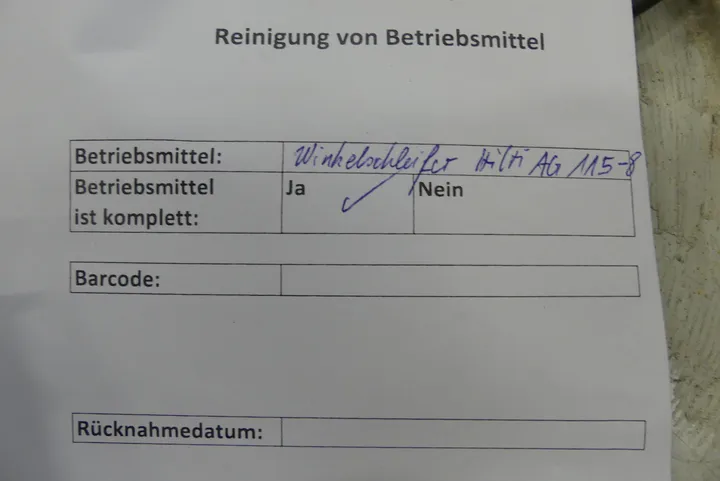 Reinigung von Betriebsmittel
Betriebsmittel: Winkelschleifer Hilti AG 115-8
Betriebsmittel Ja ✓ Nein
ist komplett:
Barcode:
Rücknahmedatum: